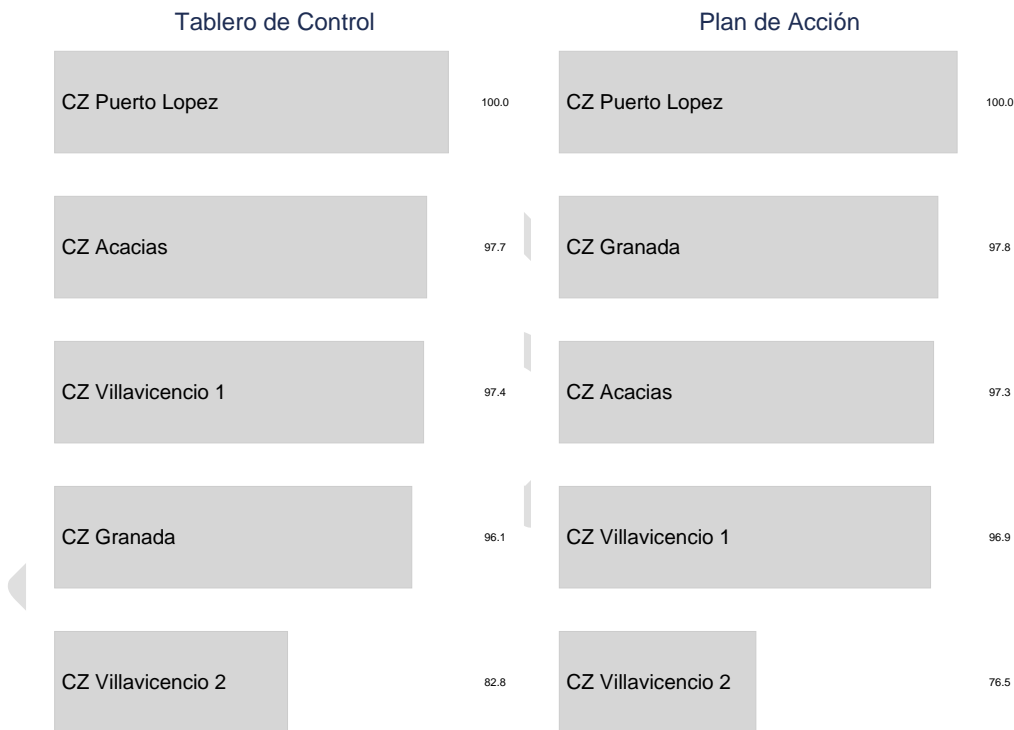 Tablero de Control
CZ Puerto Lopez 100.0
CZ Acacias 97.7
CZ Villavicencio 1 97.4
CZ Granada 96.1
CZ Villavicencio 2 82.8
Plan de Acción
CZ Puerto Lopez 100.0
CZ Granada 97.8
CZ Acacias 97.3
CZ Villavicencio 1 96.9
CZ Villavicencio 2 76.5